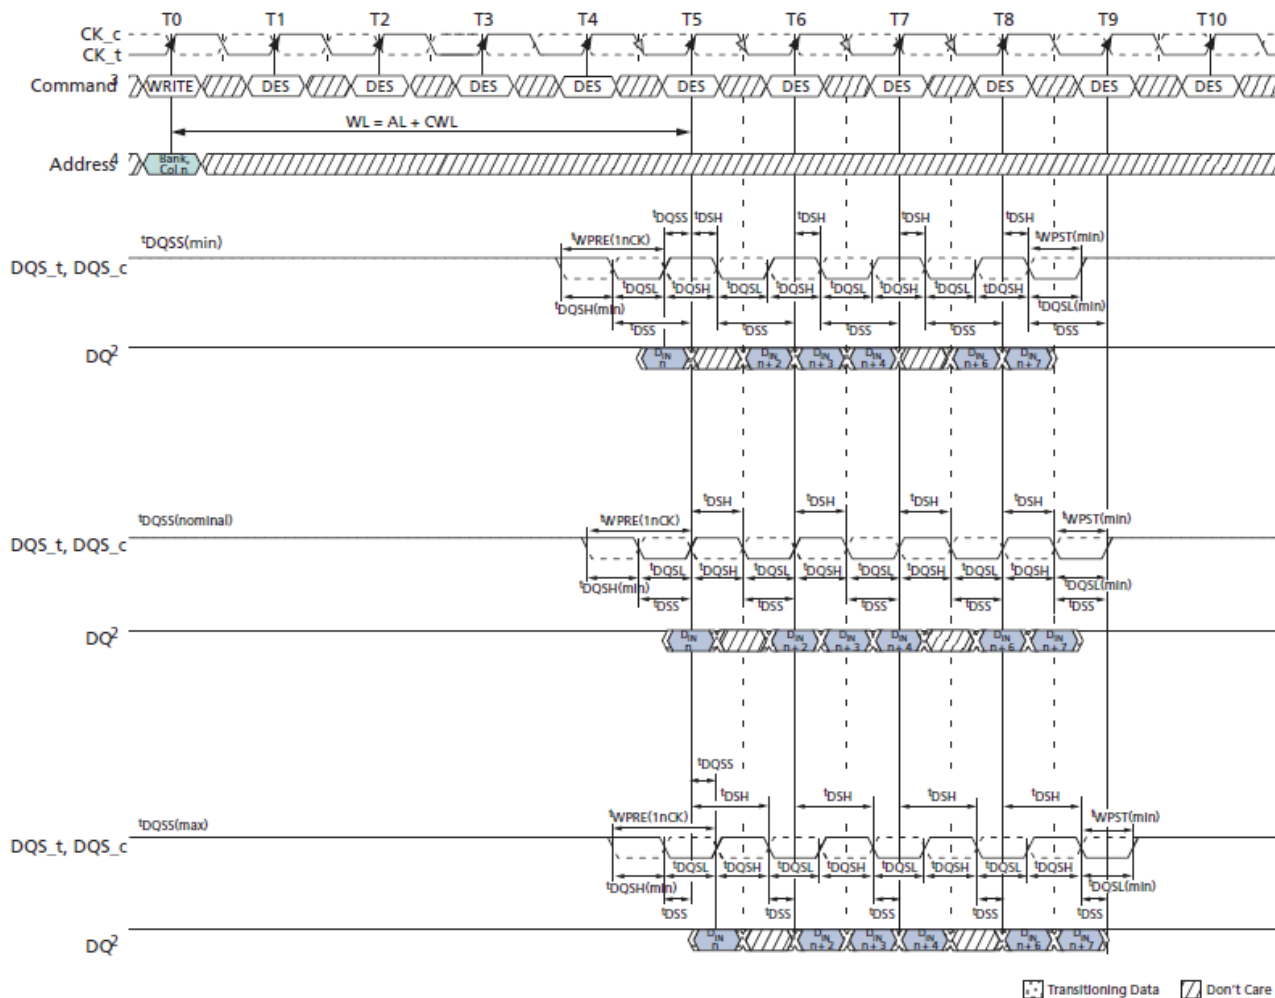 T0 T1 T2 T3 T4 T5 T6 T7 T8 T9 T10
CK_c
CK_t
Command3 WRITE DES DES DES DES DES DES DES DES DES DES
WL = AL + CWL
Address4 Bank, Col n
tDQSS tDSH tDSH tDSH tDSH
tDQSS(min) tWPRE(1nCK) tWPST(min)
DQS_t, DQS_c
tDQSL tDQSH tDQSL tDQSH tDQSL tDQSH tDQSL tDQSH
tDQSH(min) tDQSL(min)
tDSS tDSS tDSS tDSS tDSS
DQ2 DIN n DIN n+2 DIN n+3 DIN n+4 DIN n+6 DIN n+7
tDSH tDSH tDSH tDSH
tDQSS(nominal) tWPRE(1nCK) tWPST(min)
DQS_t, DQS_c
tDQSL tDQSH tDQSL tDQSH tDQSL tDQSH tDQSL tDQSH
tDQSH(min) tDQSL(min)
tDSS tDSS tDSS tDSS tDSS
DQ2 DIN n DIN n+2 DIN n+3 DIN n+4 DIN n+6 DIN n+7
tDQSS
tDSH tDSH tDSH tDSH
tDQSS(max) tWPRE(1nCK) tWPST(min)
DQS_t, DQS_c
tDQSL tDQSH tDQSL tDQSH tDQSL tDQSH tDQSL tDQSH
tDQSH(min) tDQSL(min)
tDSS tDSS tDSS tDSS tDSS
DQ2 DIN n DIN n+2 DIN n+3 DIN n+4 DIN n+6 DIN n+7
Transitioning Data Don't Care